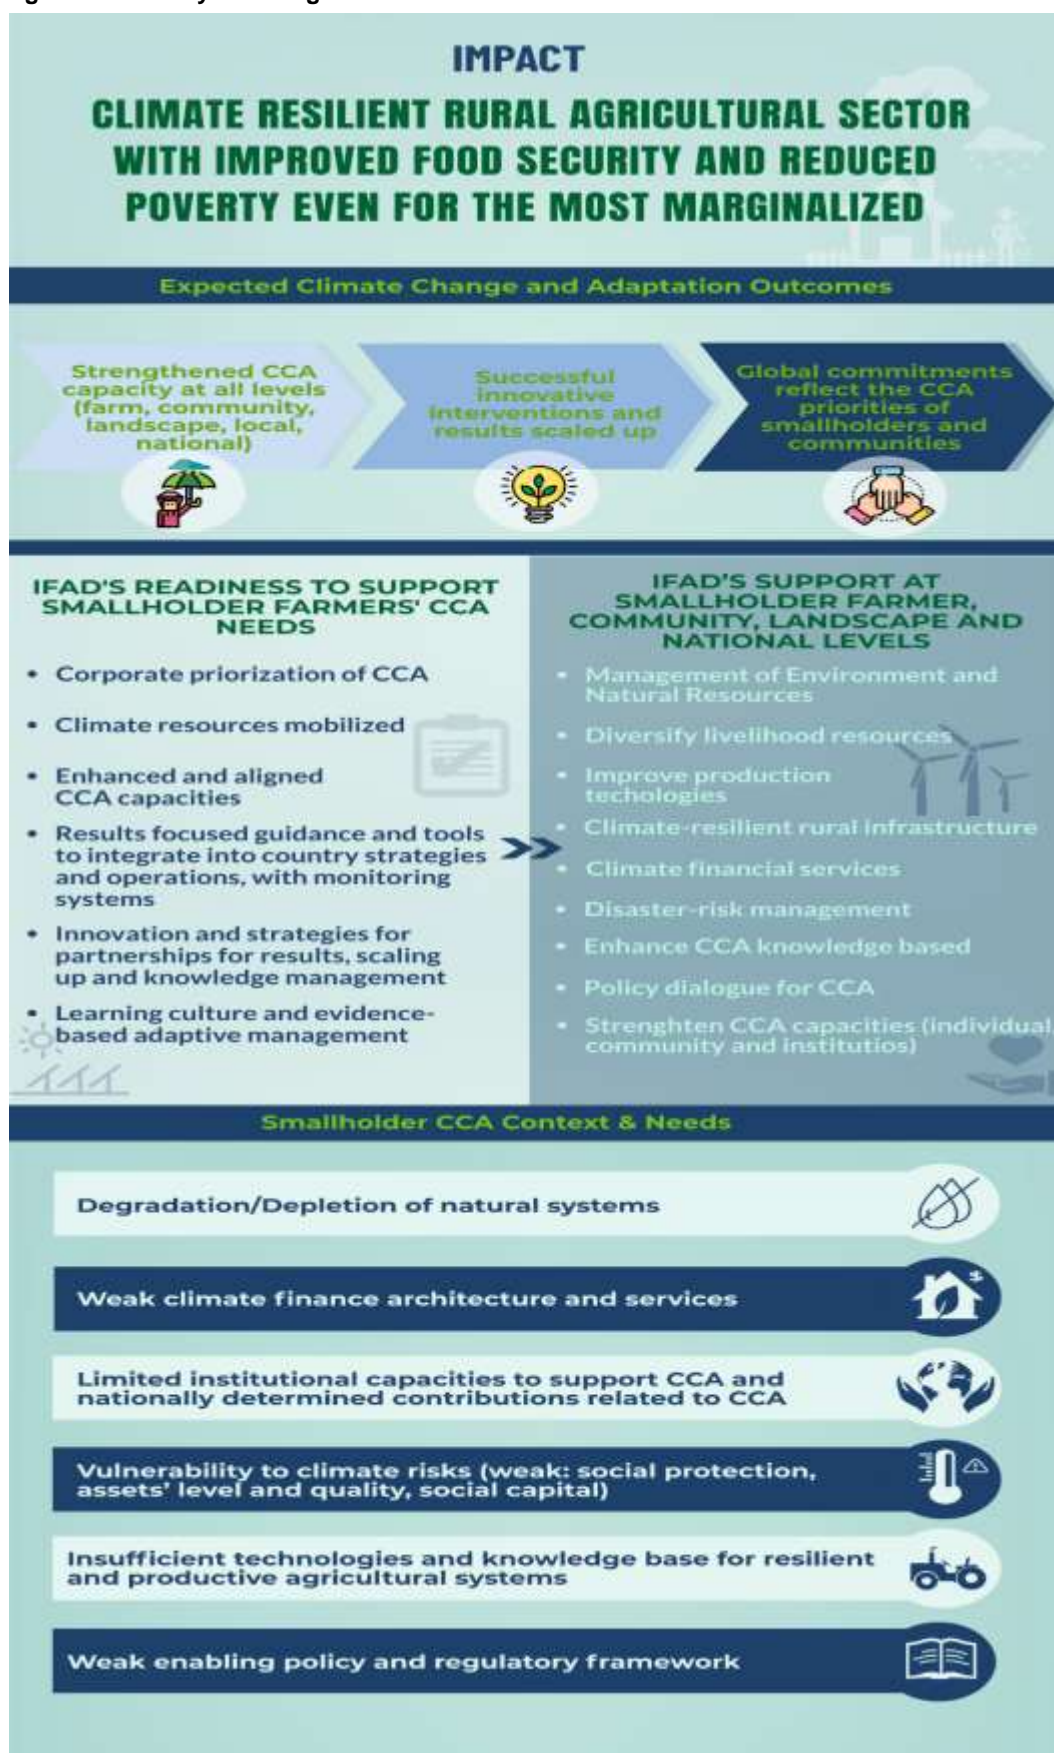 IMPACT
CLIMATE RESILIENT RURAL AGRICULTURAL SECTOR
WITH IMPROVED FOOD SECURITY AND REDUCED
POVERTY EVEN FOR THE MOST MARGINALIZED
Expected Climate Change and Adaptation Outcomes
Strengthened CCA
capacity at all levels
(farm, community,
landscape, local,
national)
Successful
innovative
interventions and
results scaled up
Global commitments
reflect the CCA
priorities of
smallholders and
communities
IFAD'S READINESS TO SUPPORT
SMALLHOLDER FARMERS' CCA
NEEDS
• Corporate priorization of CCA
• Climate resources mobilized
• Enhanced and aligned
CCA capacities
• Results focused guidance and tools
to integrate into country strategies
and operations, with monitoring
systems
• Innovation and strategies for
partnerships for results, scaling
up and knowledge management
• Learning culture and evidence-
based adaptive management
IFAD'S SUPPORT AT
SMALLHOLDER FARMER,
COMMUNITY, LANDSCAPE AND
NATIONAL LEVELS
• Management of Environment and
Natural Resources
• Diversify livelihood resources
• Improve production
techologies
• Climate-resilient rural infrastructure
• Climate financial services
• Disaster-risk management
• Enhance CCA knowledge based
• Policy dialogue for CCA
• Strenghten CCA capacities (individual
community and institutios)
Smallholder CCA Context & Needs
Degradation/Depletion of natural systems
Weak climate finance architecture and services
$
Limited institutional capacities to support CCA and
nationally determined contributions related to CCA
Vulnerability to climate risks (weak: social protection,
assets' level and quality, social capital)
Insufficient technologies and knowledge base for resilient
and productive agricultural systems
Weak enabling policy and regulatory framework